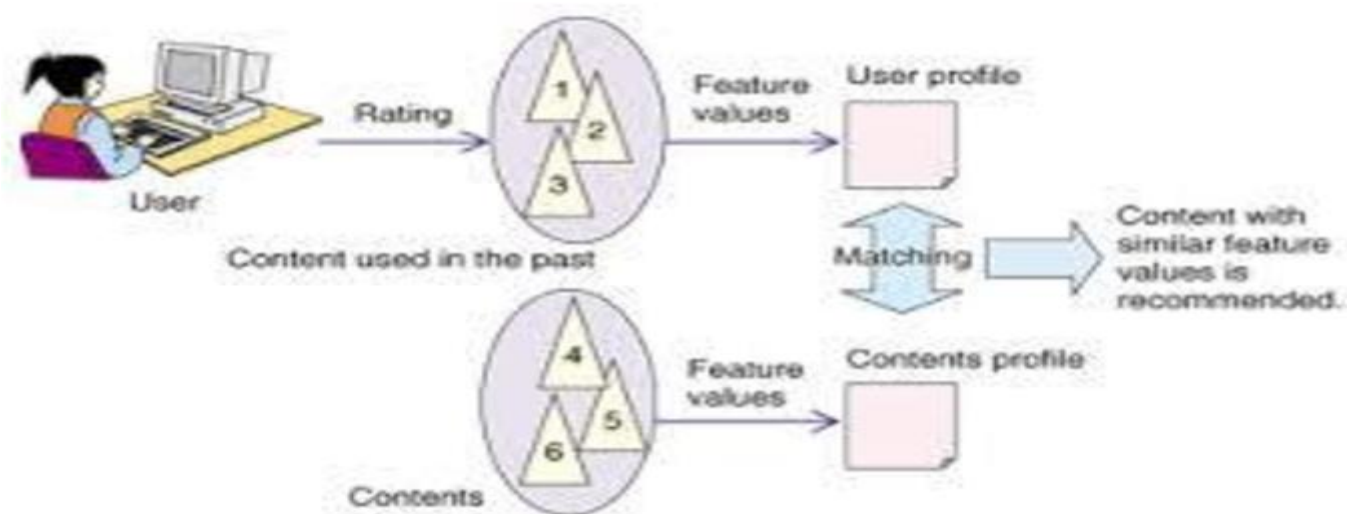 User
Rating
1
2
3
Content used in the past
Feature
values
User profile
Matching
Content with
similar feature
values is
recommended.
4
5
6
Contents
Feature
values
Contents profile